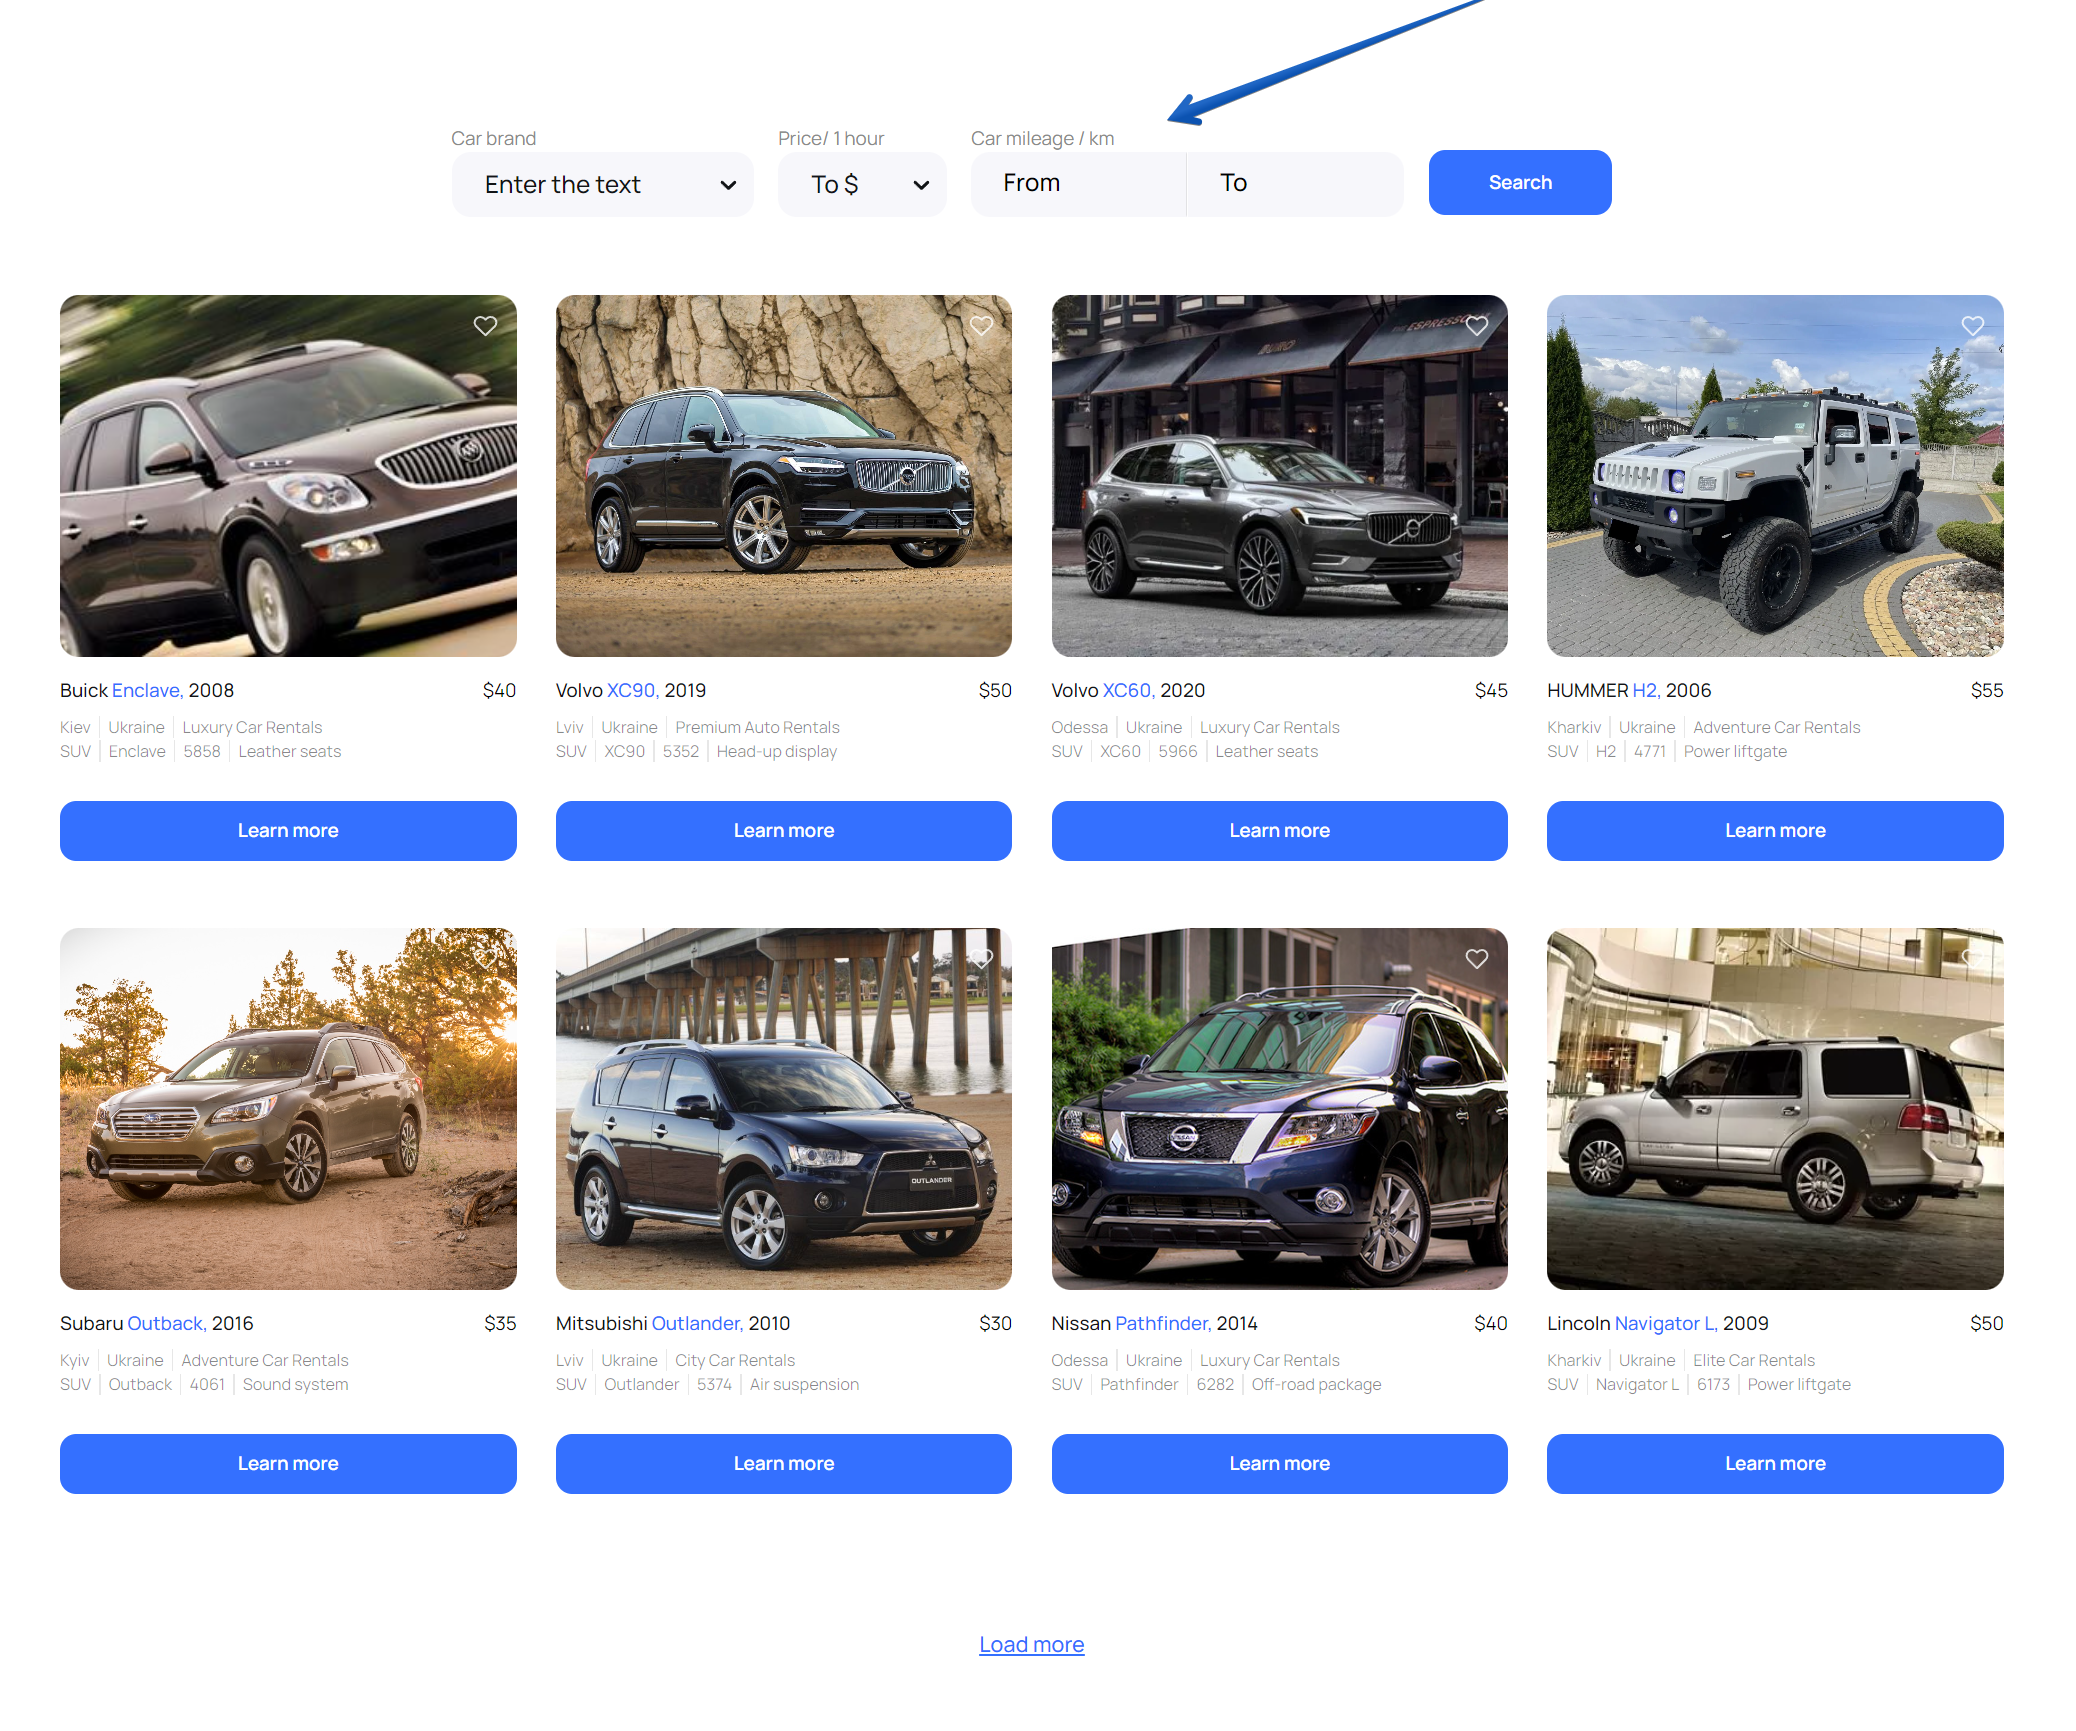 Car brand
Price/ 1 hour
Car mileage / km
Enter the text
To $
From
To
Search
ESPRESSO
Buick Enclave, 2008 $40
Kiev | Ukraine | Luxury Car Rentals
SUV | Enclave | 5858 | Leather seats
Learn more
Volvo XC90, 2019 $50
Lviv | Ukraine | Premium Auto Rentals
SUV | XC90 | 5352 | Head-up display
Learn more
Volvo XC60, 2020 $45
Odessa | Ukraine | Luxury Car Rentals
SUV | XC60 | 5966 | Leather seats
Learn more
HUMMER H2, 2006 $55
Kharkiv | Ukraine | Adventure Car Rentals
SUV | H2 | 4771 | Power liftgate
Learn more
OUTLANDER
NISSAN
Subaru Outback, 2016 $35
Kyiv | Ukraine | Adventure Car Rentals
SUV | Outback | 4061 | Sound system
Learn more
Mitsubishi Outlander, 2010 $30
Lviv | Ukraine | City Car Rentals
SUV | Outlander | 5374 | Air suspension
Learn more
Nissan Pathfinder, 2014 $40
Odessa | Ukraine | Luxury Car Rentals
SUV | Pathfinder | 6282 | Off-road package
Learn more
Lincoln Navigator L, 2009 $50
Kharkiv | Ukraine | Elite Car Rentals
SUV | Navigator L | 6173 | Power liftgate
Learn more
Load more